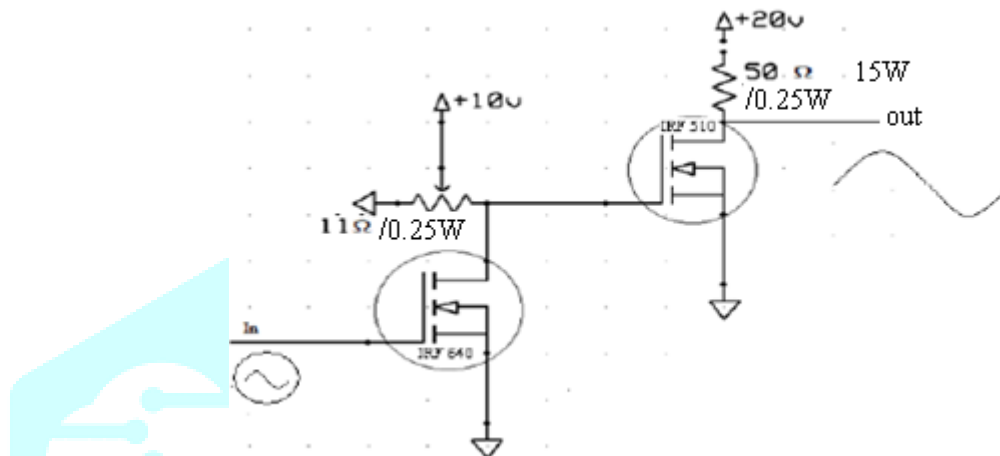 +20v
50 Ω 15W
/0.25W
+10v
IRF 510
out
11Ω /0.25W
In
IRF 640